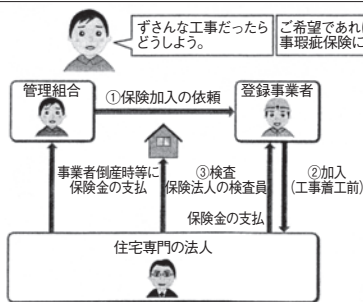 ずさんな工事だったら
どうしよう。
ご希望であれ
事瑕疵保険に
管理組合
①保険加入の依頼
登録事業者
事業者倒産時等に
保険金の支払
③検査
保険法人の検査員
保険金の支払
②加入
(工事着工前)
住宅専門の法人